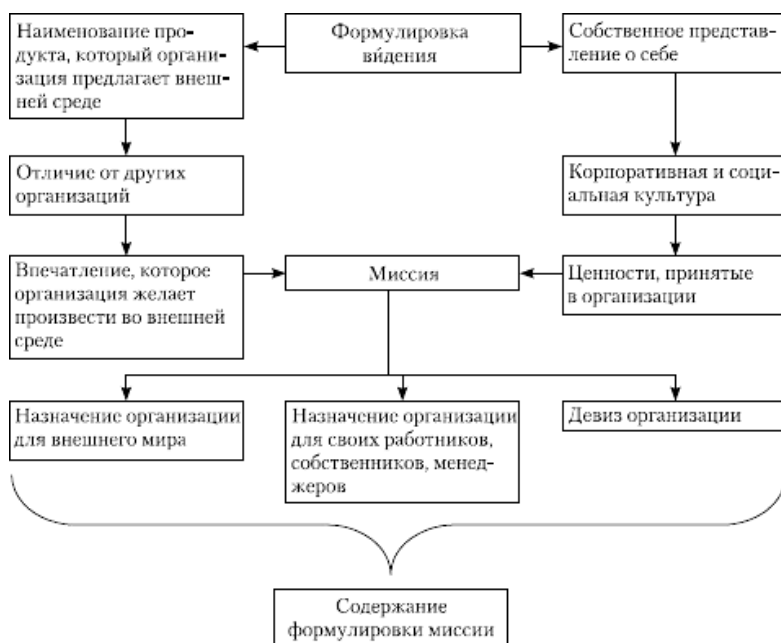 Наименование про-
дукта, который органи-
зация предлагает внеш-
ней среде
Формулировка
ви́дения
Собственное представ-
ление о себе
Отличие от других
организаций
Корпоративная и соци-
альная культура
Впечатление, которое
организация желает
произвести во внешней
среде
Миссия
Ценности, принятые
в организации
Назначение организации
для внешнего мира
Назначение организации
для своих работников,
собственников, менед-
жеров
Девиз организации
Содержание
формулировки миссии